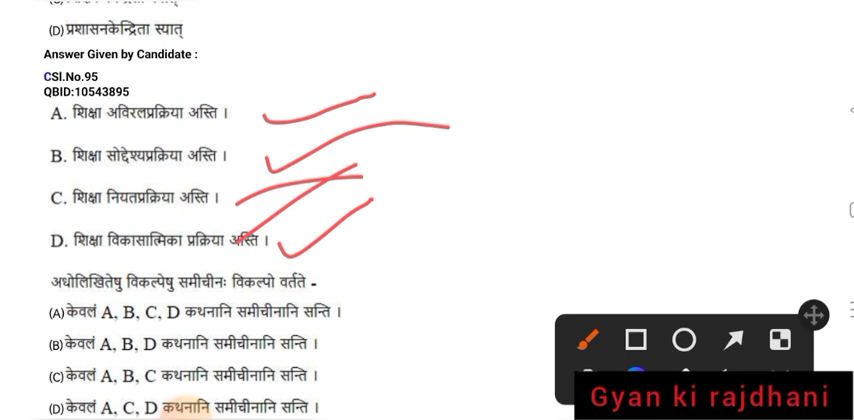 (D) प्रशासनकेन्द्रिता स्यात्
Answer Given by Candidate :
CSl.No.95
QBID:10543895
A. शिक्षा अविरलप्रक्रिया अस्ति ।
B. शिक्षा सोद्देश्यप्रक्रिया अस्ति ।
C. शिक्षा नियतप्रक्रिया अस्ति ।
D. शिक्षा विकासात्मिका प्रक्रिया अस्ति ।
अधोलिखितेषु विकल्पेषु समीचीनः विकल्पो वर्तते -
(A) केवलं A, B, C, D कथनानि समीचीनानि सन्ति ।
(B) केवलं A, B, D कथनानि समीचीनानि सन्ति ।
(C) केवलं A, B, C कथनानि समीचीनानि सन्ति ।
(D) केवलं A, C, D कथनानि समीचीनानि सन्ति ।
Gyan ki rajdhani